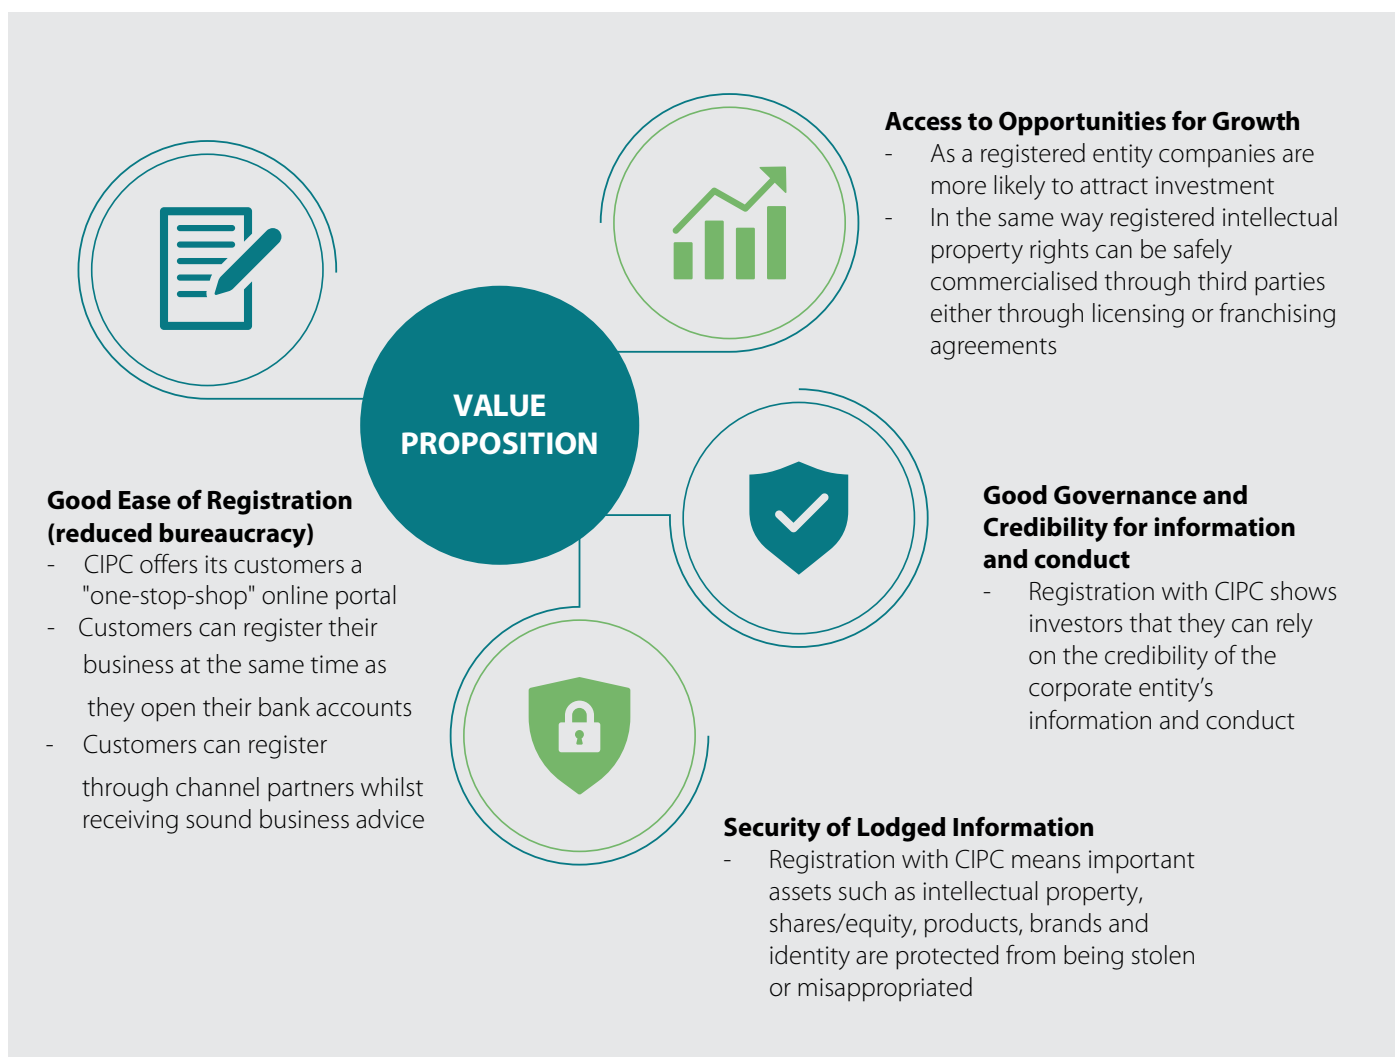 VALUE
PROPOSITION
Access to Opportunities for Growth
- As a registered entity companies are
more likely to attract investment
- In the same way registered intellectual
property rights can be safely
commercialised through third parties
either through licensing or franchising
agreements
Good Ease of Registration
(reduced bureaucracy)
- CIPC offers its customers a
"one-stop-shop" online portal
- Customers can register their
business at the same time as
they open their bank accounts
- Customers can register
through channel partners whilst
receiving sound business advice
Good Governance and
Credibility for information
and conduct
- Registration with CIPC shows
investors that they can rely
on the credibility of the
corporate entity’s
information and conduct
Security of Lodged Information
- Registration with CIPC means important
assets such as intellectual property,
shares/equity, products, brands and
identity are protected from being stolen
or misappropriated